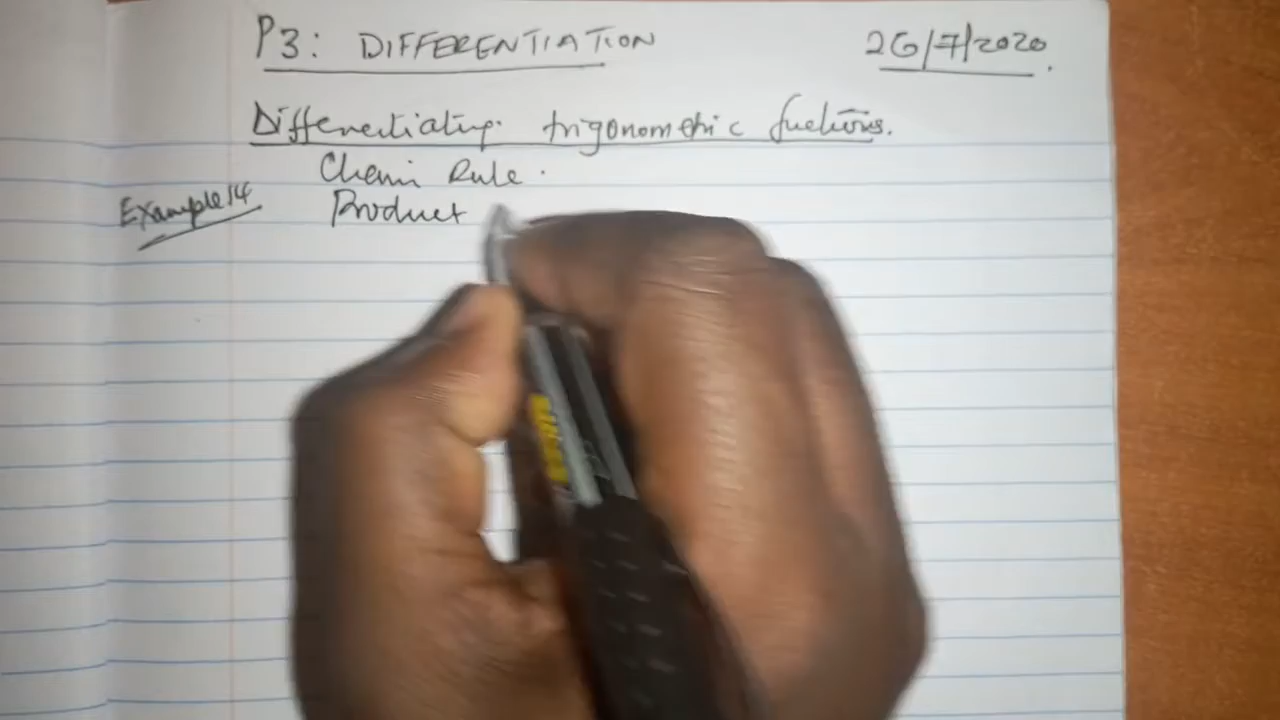 P3: DIFFERENTIATION 26/7/2020.
Differentiating trigonometric functions.
Chain Rule.
Example 14 Product